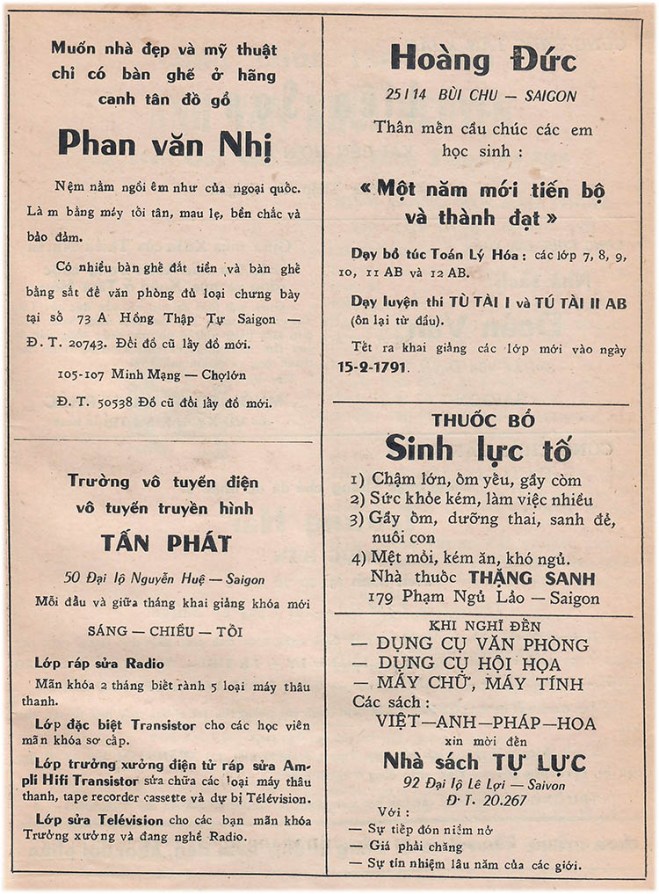 Muốn nhà đẹp và mỹ thuật
chỉ có bàn ghế ở hãng
canh tân đồ gỗ
Phan văn Nhị
Nệm nằm ngồi êm như của ngoại quốc.
Là m bằng máy tối tân, mau lẹ, bền chắc và
bảo đảm.
Có nhiều bàn ghế đắt tiền và bàn ghế
bằng sắt để văn phòng đủ loại chưng bày
tại số 73 A Hồng Thập Tự Saigon —
Đ. T. 20743. Đổi đồ cũ lấy đồ mới.
105-107 Minh Mạng — Chợlớn
Đ. T. 50538 Đồ cũ đổi lấy đồ mới.
Trường vô tuyến điện
vô tuyến truyền hình
TẤN PHÁT
50 Đại lộ Nguyễn Huệ — Saigon
Mỗi đầu và giữa tháng khai giảng khóa mới
SÁNG — CHIỀU — TỐI
Lớp ráp sửa Radio
Mãn khóa 2 tháng biết rành 5 loại máy thâu
thanh.
Lớp đặc biệt Transistor cho các học viên
mãn khóa sơ cấp.
Lớp trưởng xưởng điện tử ráp sửa Am-
pli Hifi Transistor sửa chữa các loại máy thâu
thanh, tape recorder cassette và dự bị Télévision.
Lớp sửa Telévision cho các bạn mãn khóa
Trưởng xưởng và đang nghề Radio.
Hoàng Đức
25114 BÙI CHU — SAIGON
Thân mến cầu chúc các em
học sinh :
« Một năm mới tiến bộ
và thành đạt »
Dạy bổ túc Toán Lý Hóa : các lớp 7, 8, 9,
10, 11 AB và 12 AB.
Dạy luyện thi TÙ TÀI I và TÚ TÀI II AB
(ôn lại từ đầu).
Tết ra khai giảng các lớp mới vào ngày
15-2-1791.
THUỐC BỔ
Sinh lực tố
1) Chậm lớn, ốm yếu, gầy còm
2) Sức khỏe kém, làm việc nhiều
3) Gầy ốm, dưỡng thai, sanh đẻ,
nuôi con
4) Mệt mỏi, kém ăn, khó ngủ.
Nhà thuốc THẶNG SANH
179 Phạm Ngủ Lảo — Saigon
KHI NGHĨ ĐẾN
— DỤNG CỤ VĂN PHÒNG
— DỤNG CỤ HỘI HỌA
— MÁY CHỮ, MÁY TÍNH
Các sách :
VIỆT—ANH—PHÁP—HOA
xin mời đến
Nhà sách TỰ LỰC
92 Đại lộ Lê Lợi — Saivon
Đ. T. 20.267
Với :
— Sự tiếp đón niềm nở
— Giá phải chăng
— Sự tín nhiệm lâu năm của các giới.